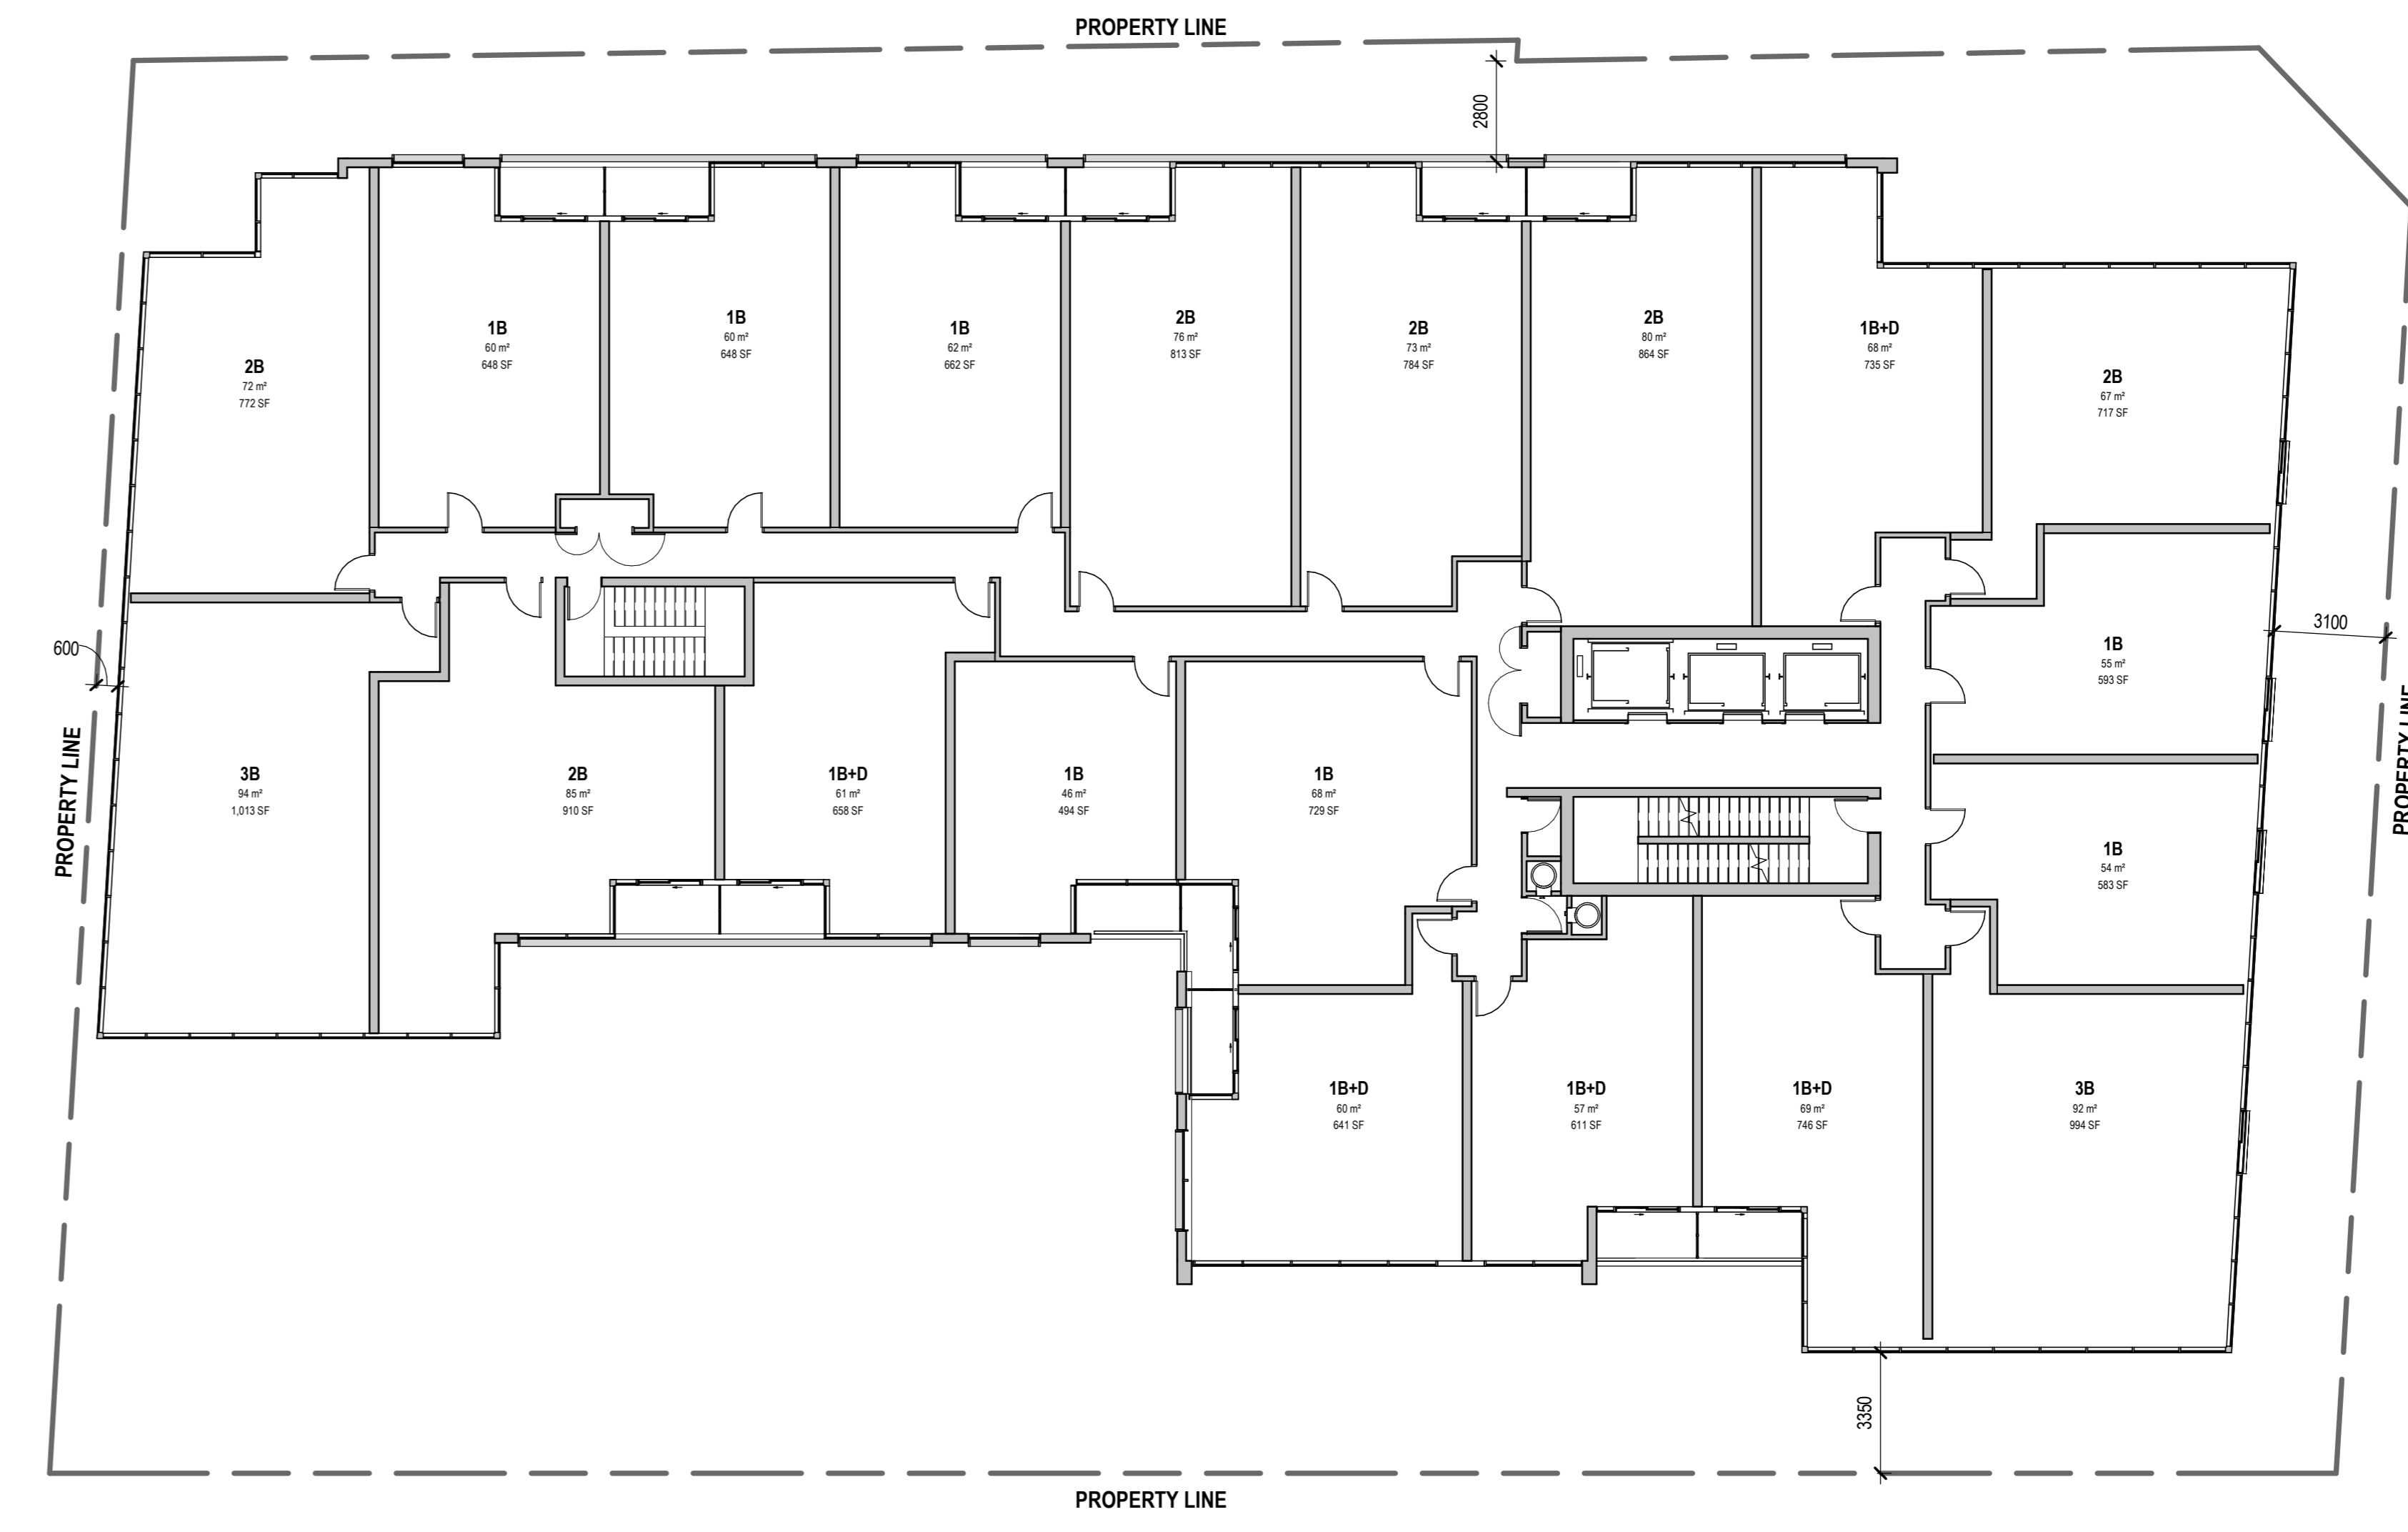 PROPERTY LINE
2800
2B
72 m²
772 SF
1B
60 m²
648 SF
1B
60 m²
648 SF
1B
62 m²
662 SF
2B
76 m²
813 SF
2B
73 m²
784 SF
2B
80 m²
864 SF
1B+D
68 m²
735 SF
2B
67 m²
717 SF
600
3100
1B
55 m²
593 SF
PROPERTY LINE
3B
94 m²
1,013 SF
2B
85 m²
910 SF
1B+D
61 m²
658 SF
1B
46 m²
494 SF
1B
68 m²
729 SF
1B
54 m²
583 SF
PROPERTY LINE
1B+D
60 m²
641 SF
1B+D
57 m²
611 SF
1B+D
69 m²
746 SF
3B
92 m²
994 SF
3350
PROPERTY LINE